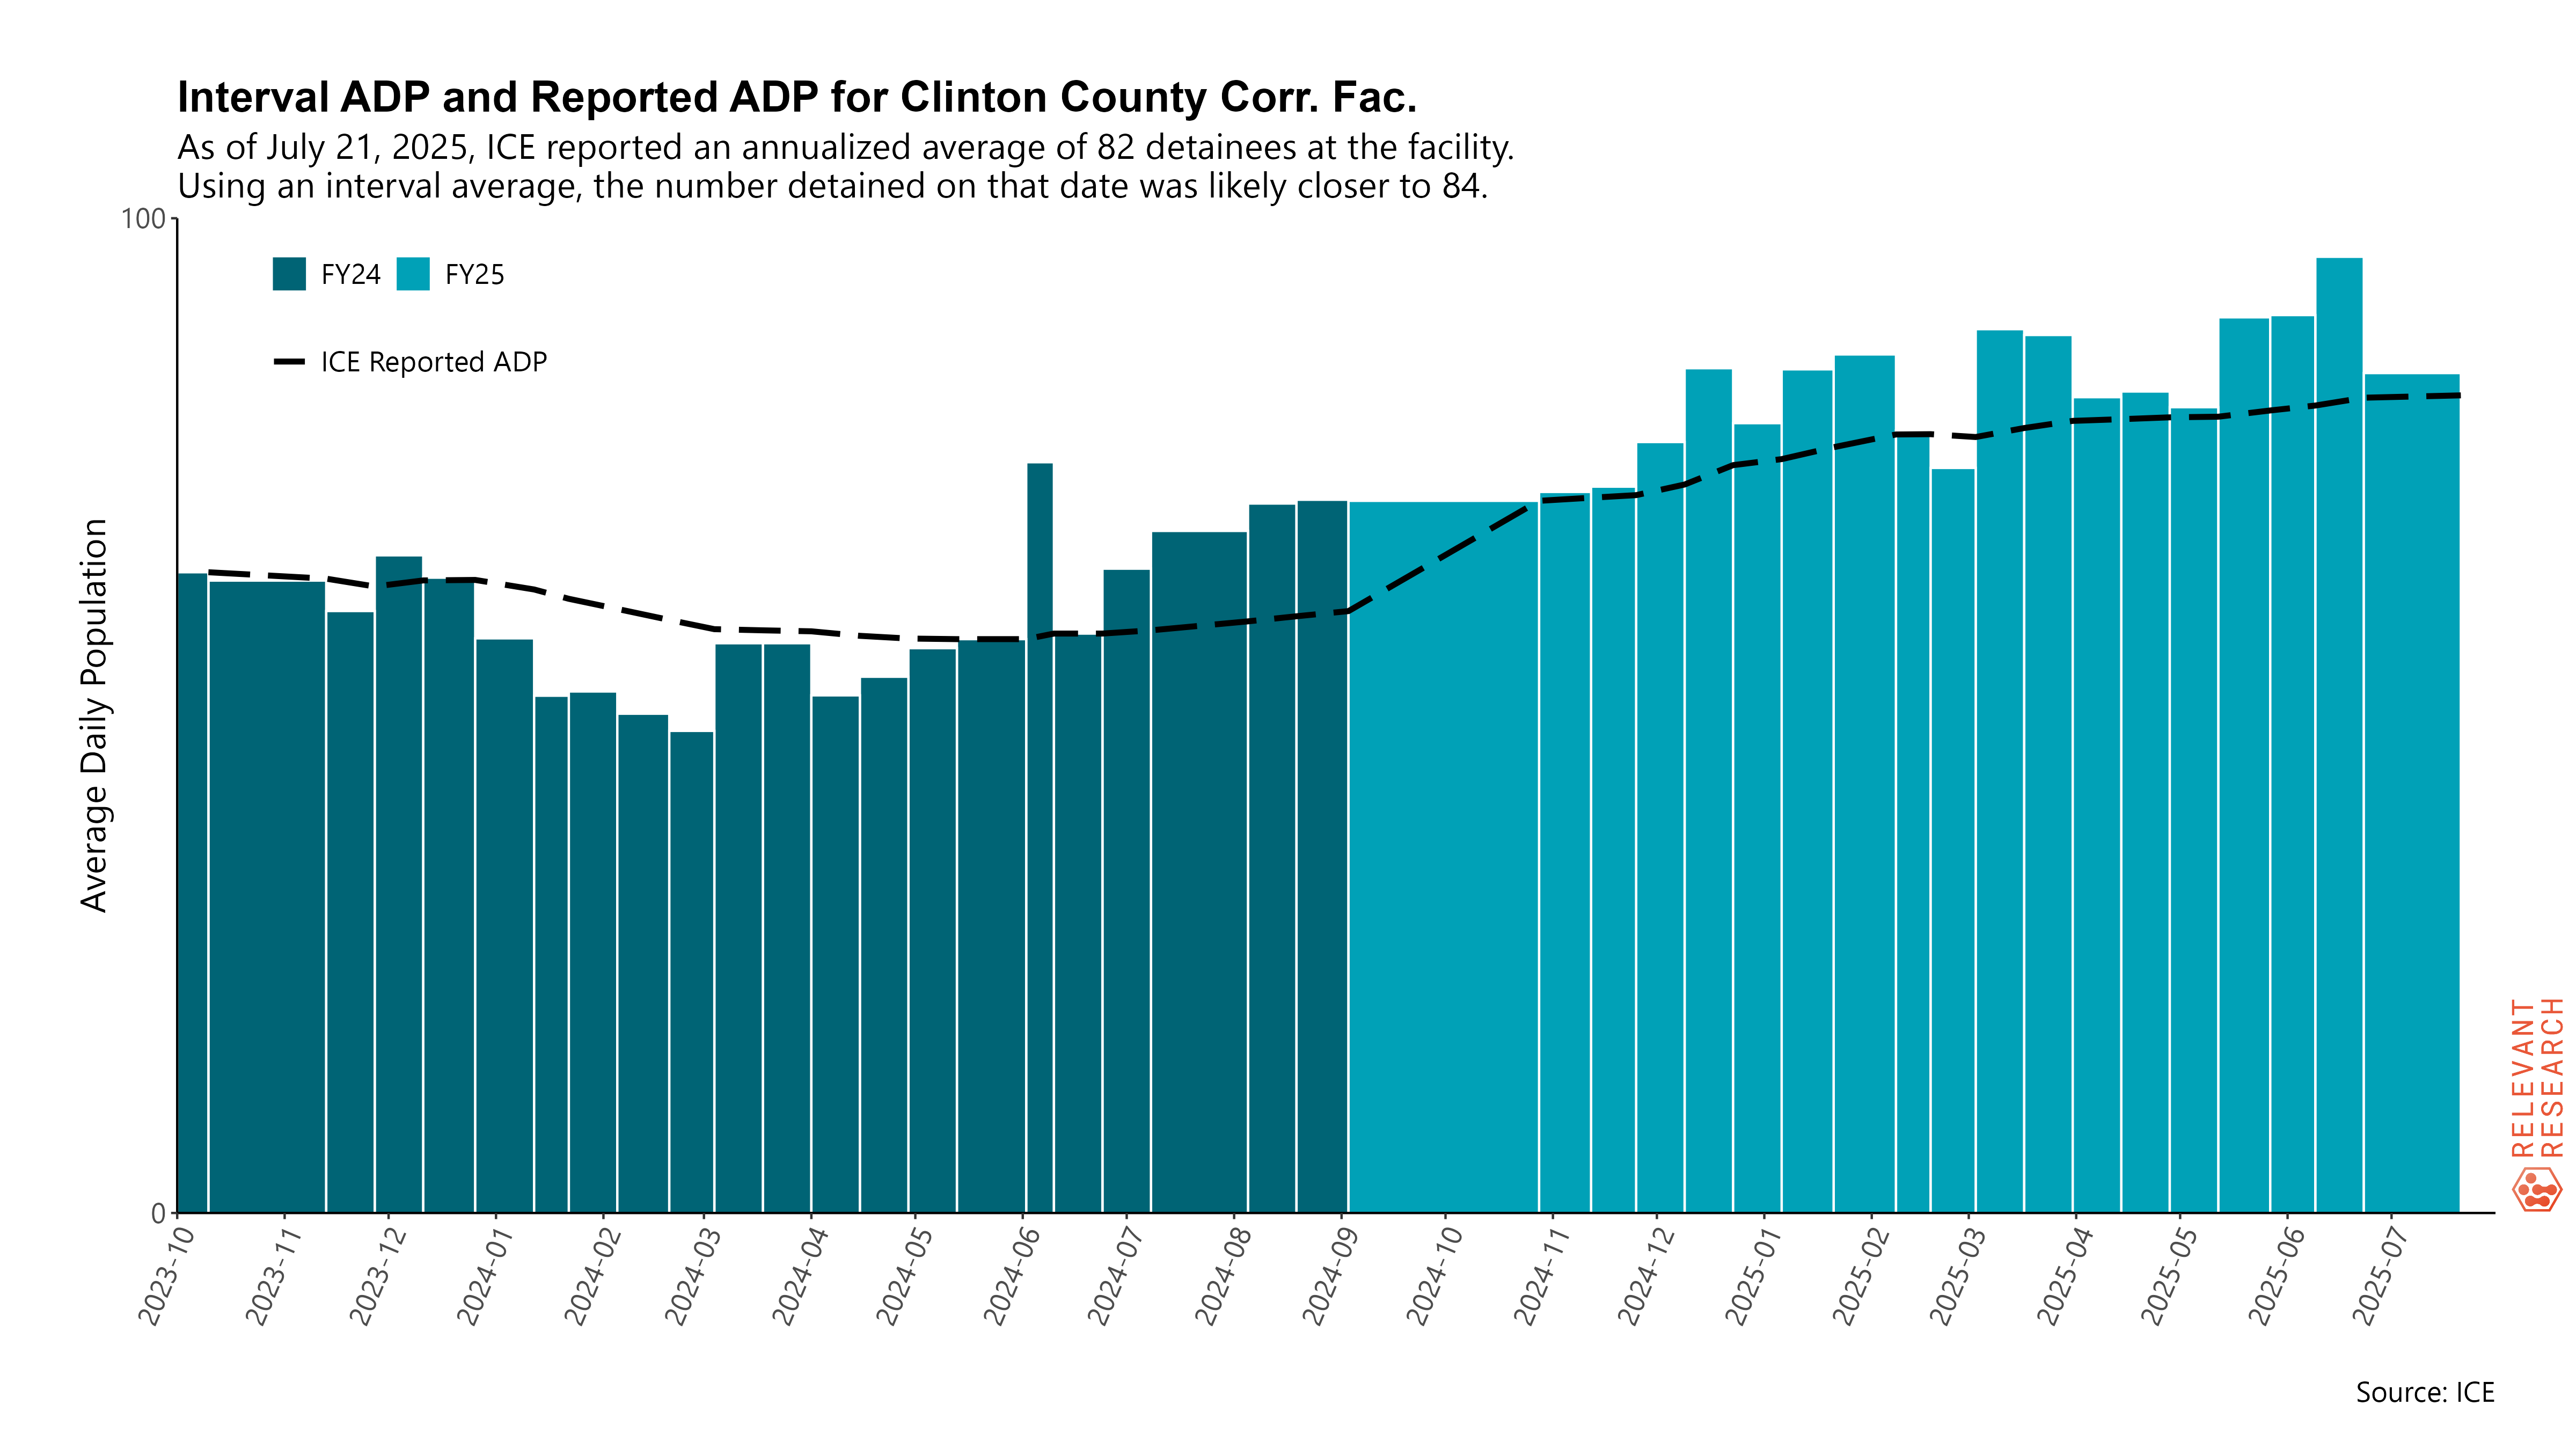 Interval ADP and Reported ADP for Clinton County Corr. Fac.
As of July 21, 2025, ICE reported an annualized average of 82 detainees at the facility.
Using an interval average, the number detained on that date was likely closer to 84.
100
FY24 FY25
ICE Reported ADP
Average Daily Population
0
2023-10
2023-11
2023-12
2024-01
2024-02
2024-03
2024-04
2024-05
2024-06
2024-07
2024-08
2024-09
2024-10
2024-11
2024-12
2025-01
2025-02
2025-03
2025-04
2025-05
2025-06
2025-07
RELEVANT
RESEARCH
Source: ICE